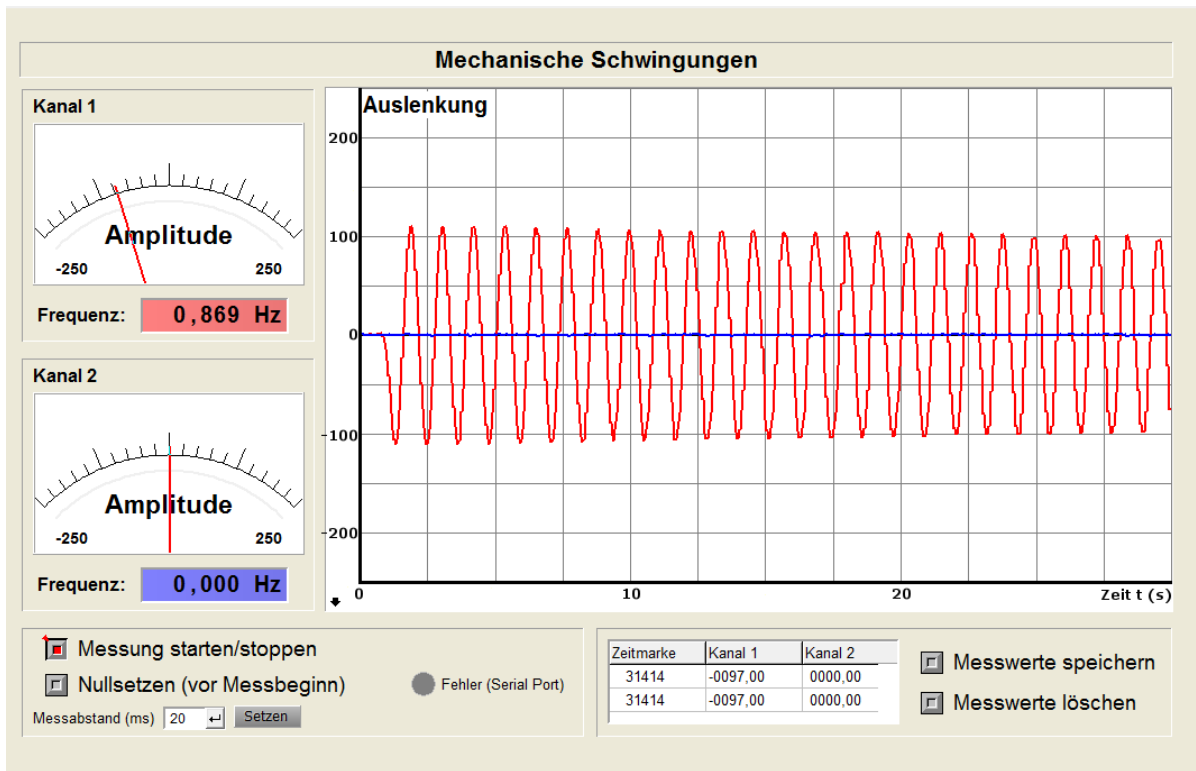 Mechanische Schwingungen
Kanal 1
Amplitude
-250 250
Frequenz: 0,869 Hz
Kanal 2
Amplitude
-250 250
Frequenz: 0,000 Hz
Auslenkung
200
100
0
-100
-200
0 10 20 Zeit t (s)
Messung starten/stoppen
Nullsetzen (vor Messbeginn)
Messabstand (ms) 20 Setzen
Fehler (Serial Port)
Zeitmarke Kanal 1 Kanal 2
31414 -0097,00 0000,00
31414 -0097,00 0000,00
Messwerte speichern
Messwerte löschen